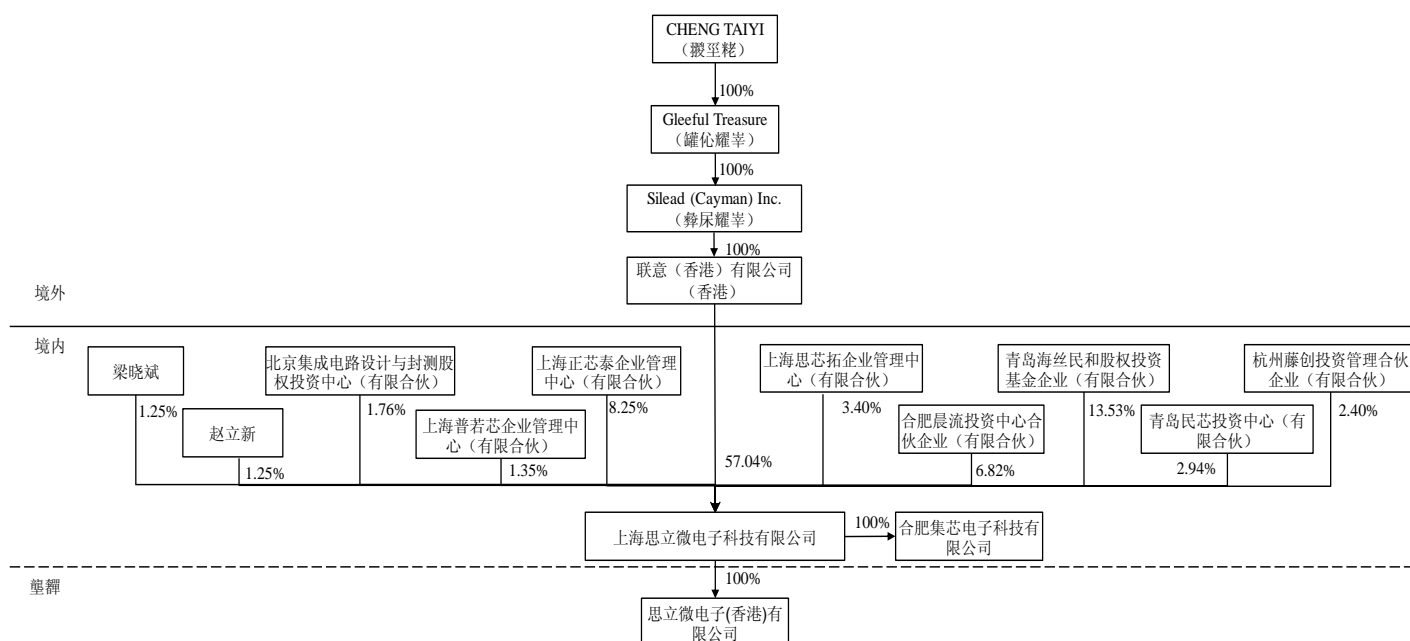 CHENG TAIYI
（翤坙粩）
100%
Gleeful Treasure
（罐伈耀峷）
100%
Silead (Cayman) Inc.
（彜屎耀峷）
100%
联意（香港）有限公司
（香港）
境外
境内
梁晓斌
1.25%
赵立新
1.25%
北京集成电路设计与封测股
权投资中心（有限合伙）
1.76%
上海普若芯企业管理中
心（有限合伙）
1.35%
上海正芯泰企业管理
中心（有限合伙）
8.25%
57.04%
上海思芯拓企业管理中
心（有限合伙）
3.40%
合肥晨流投资中心合
伙企业（有限合伙）
6.82%
青岛海丝民和股权投资
基金企业（有限合伙）
13.53%
青岛民芯投资中心（有
限合伙）
2.94%
杭州藤创投资管理合伙
企业（有限合伙）
2.40%
上海思立微电子科技有限公司
100%
合肥集芯电子科技有
限公司
100%
思立微电子(香港)有
限公司